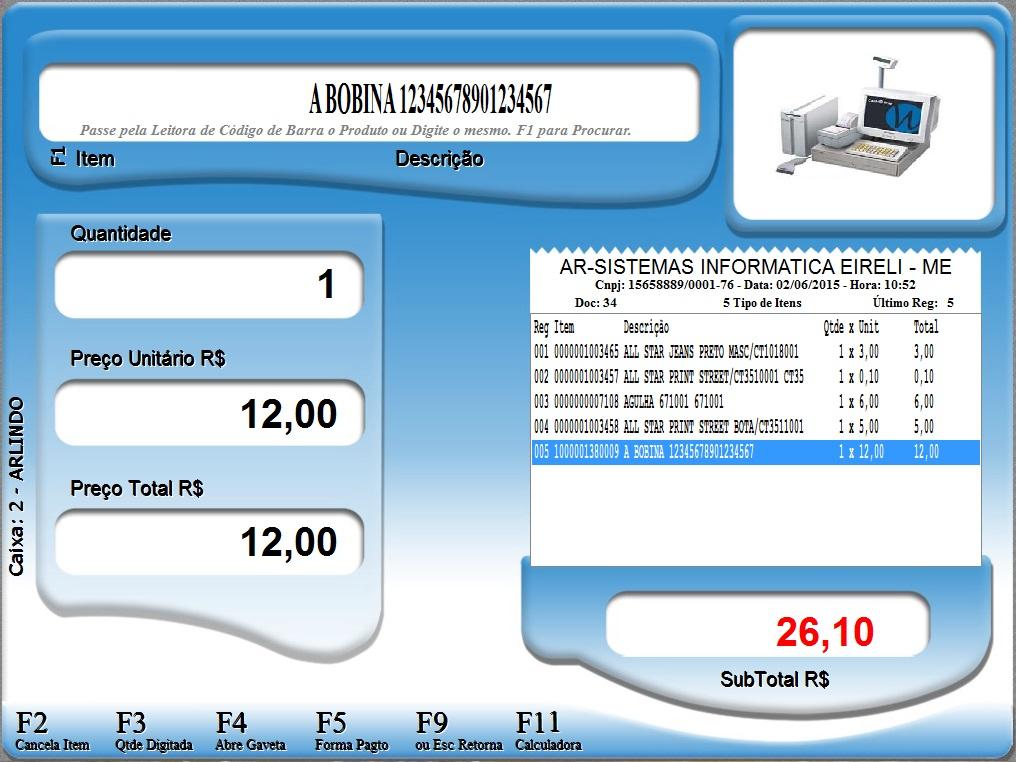 A BOBINA 12345678901234567
Passe pela Leitora de Código de Barra o Produto ou Digite o mesmo. F1 para Procurar.
F1 Item Descrição
Quantidade
1
Preço Unitário R$
12,00
Preço Total R$
12,00
Caixa: 2 - ARLINDO
AR-SISTEMAS INFORMATICA EIRELI - ME
Cnpj: 15658889/0001-76 - Data: 02/06/2015 - Hora: 10:52
Doc: 34 5 Tipo de Itens Último Reg: 5
Reg Item Descrição Qtde x Unit Total
001 0000001003465 ALL STAR JEANS PRETO MASC/CT1018001 1 x 3,00 3,00
002 0000001003457 ALL STAR PRINT STREET/CT3510001 CT35 1 x 0,10 0,10
003 0000000007108 AGULHA 671001 671001 1 x 6,00 6,00
004 0000001003458 ALL STAR PRINT STREET BOTA/CT3511001 1 x 5,00 5,00
005 1000001380009 A BOBINA 12345678901234567 1 x 12,00 12,00
26,10
SubTotal R$
F2 F3 F4 F5 F9 F11
Cancela Item Qtde Digitada Abre Gaveta Forma Pagto ou Esc Retorna Calculadora